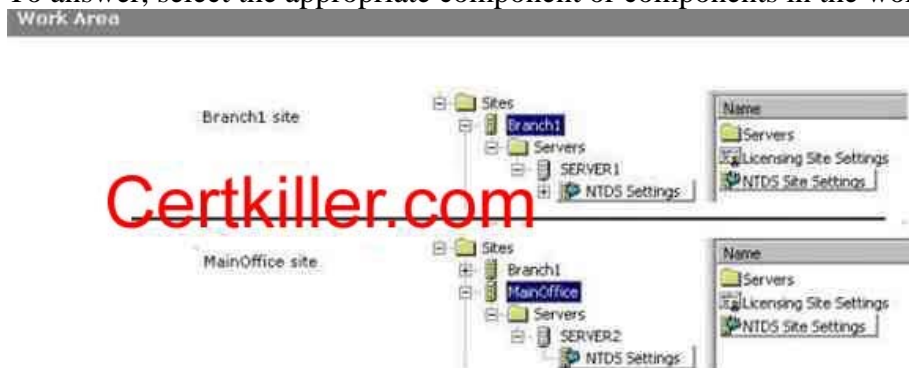 To answer, select the appropriate component or components in the wor
Work Area
Branch1 site
Sites
Branch1
Servers
SERVER1
NTDS Settings
Name
Servers
Licensing Site Settings
NTDS Site Settings
Certkiller.com
MainOffice site
Sites
Branch1
MainOffice
Servers
SERVER2
NTDS Settings
Name
Servers
Licensing Site Settings
NTDS Site Settings